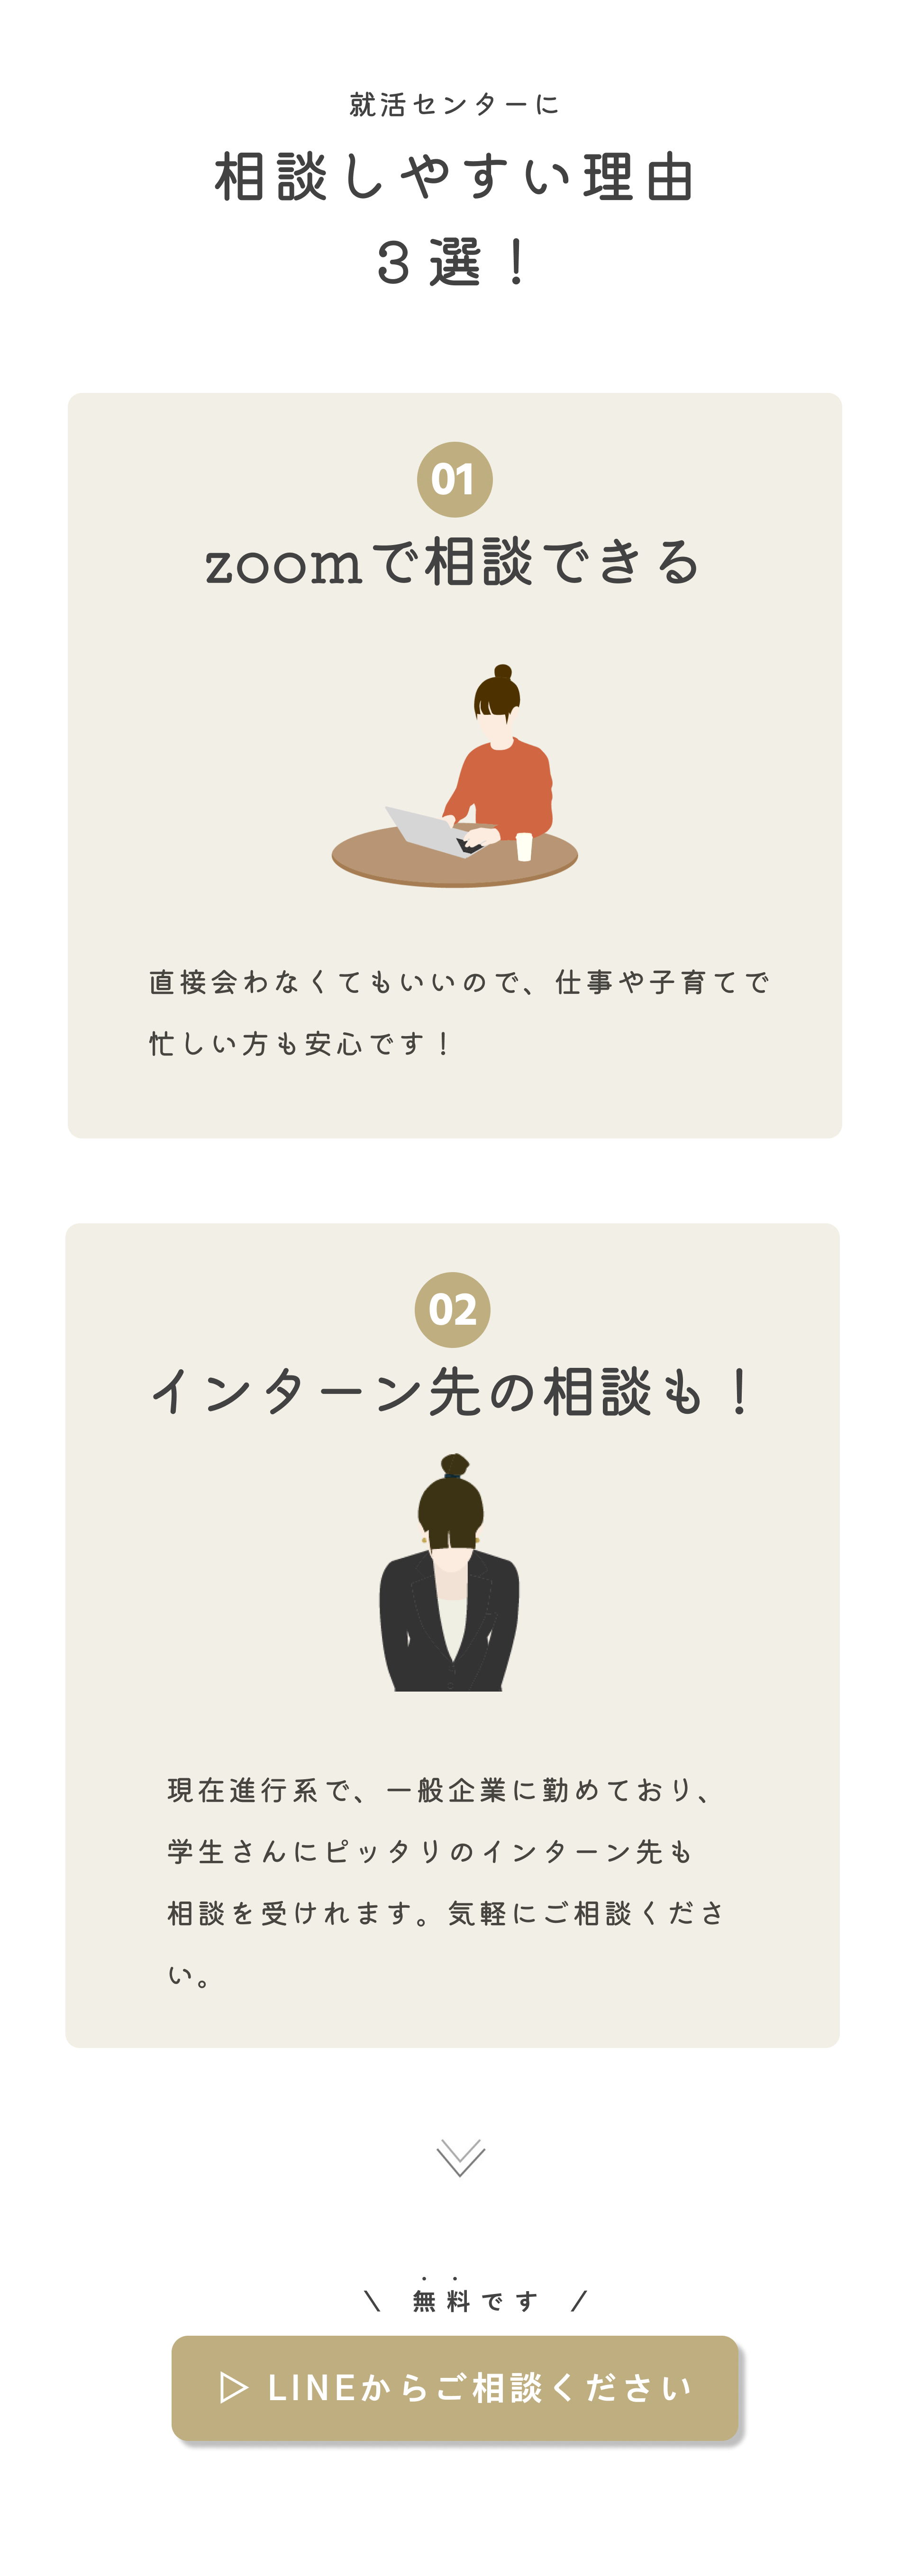 就活センターに
相談しやすい理由
３選！
01
zoomで相談できる
直接会わなくてもいいので、仕事や子育てで
忙しい方も安心です！
02
インターン先の相談も！
現在進行系で、一般企業に勤めており、
学生さんにピッタリのインターン先も
相談を受けれます。気軽にご相談くださ
い。
\ 無料です /
▷ LINEからご相談ください